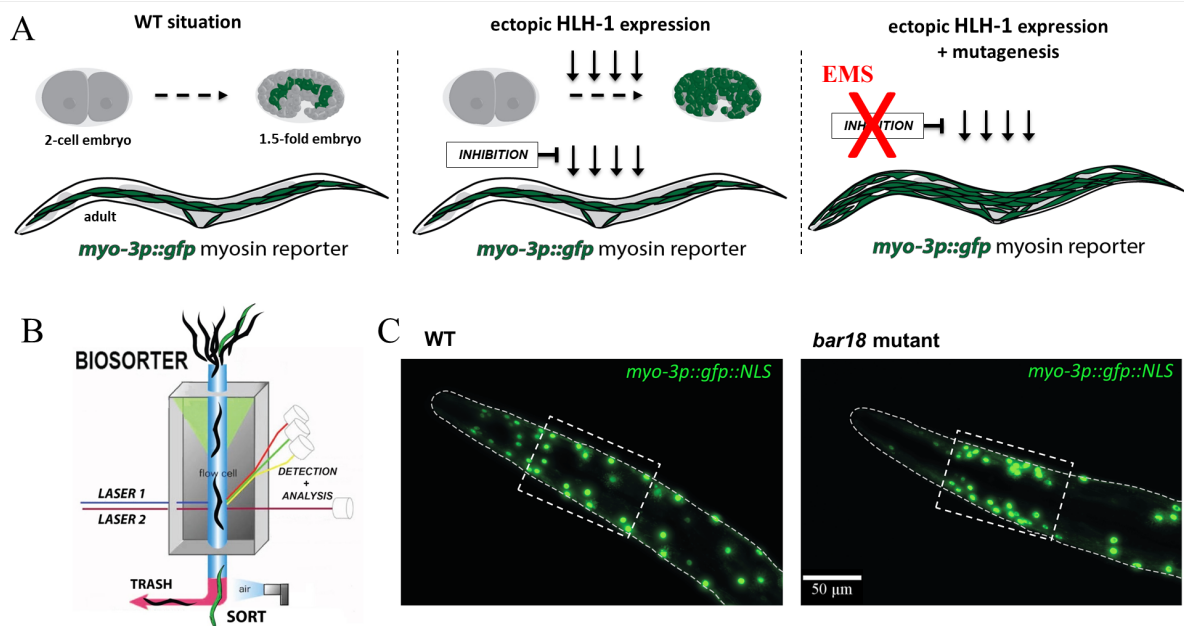 A
WT situation
2-cell embryo
1.5-fold embryo
adult
myo-3p::gfp myosin reporter
ectopic HLH-1 expression
INHIBITION
myo-3p::gfp myosin reporter
ectopic HLH-1 expression
+ mutagenesis
EMS
INHIBITION
myo-3p::gfp myosin reporter
B
BIOSORTER
flow cell
DETECTION
+
ANALYSIS
LASER 1
LASER 2
TRASH
air
SORT
C
WT
myo-3p::gfp::NLS
bar18 mutant
myo-3p::gfp::NLS
50 µm